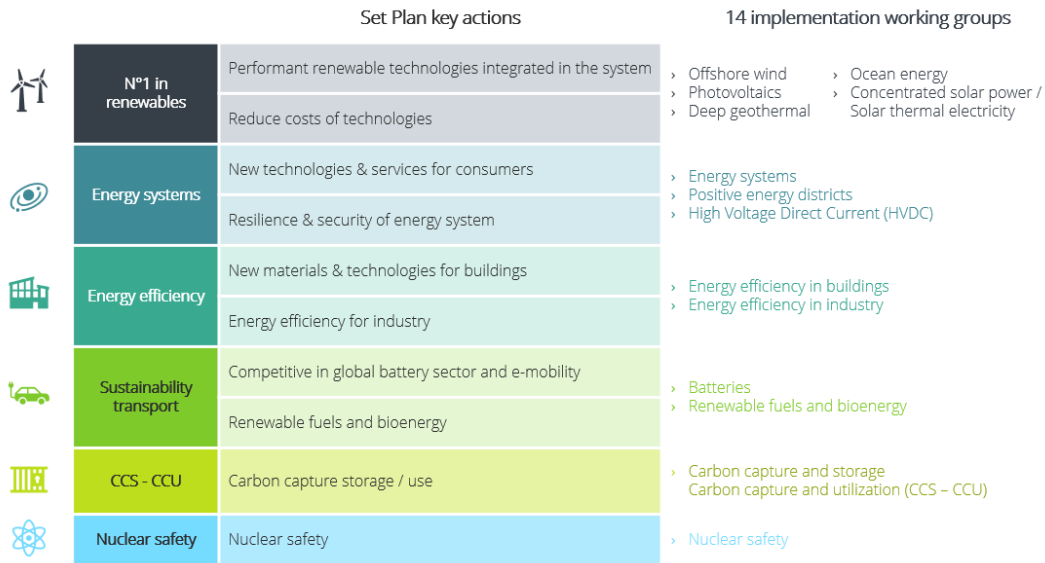 Set Plan key actions
14 implementation working groups
N°1 in
renewables
Performant renewable technologies integrated in the system
Reduce costs of technologies
› Offshore wind
› Photovoltaics
› Deep geothermal
› Ocean energy
› Concentrated solar power /
Solar thermal electricity
Energy systems
New technologies & services for consumers
Resilience & security of energy system
› Energy systems
› Positive energy districts
› High Voltage Direct Current (HVDC)
Energy efficiency
New materials & technologies for buildings
Energy efficiency for industry
› Energy efficiency in buildings
› Energy efficiency in industry
Sustainability
transport
Competitive in global battery sector and e-mobility
Renewable fuels and bioenergy
› Batteries
› Renewable fuels and bioenergy
CCS - CCU
Carbon capture storage / use
› Carbon capture and storage
Carbon capture and utilization (CCS – CCU)
Nuclear safety
Nuclear safety
› Nuclear safety